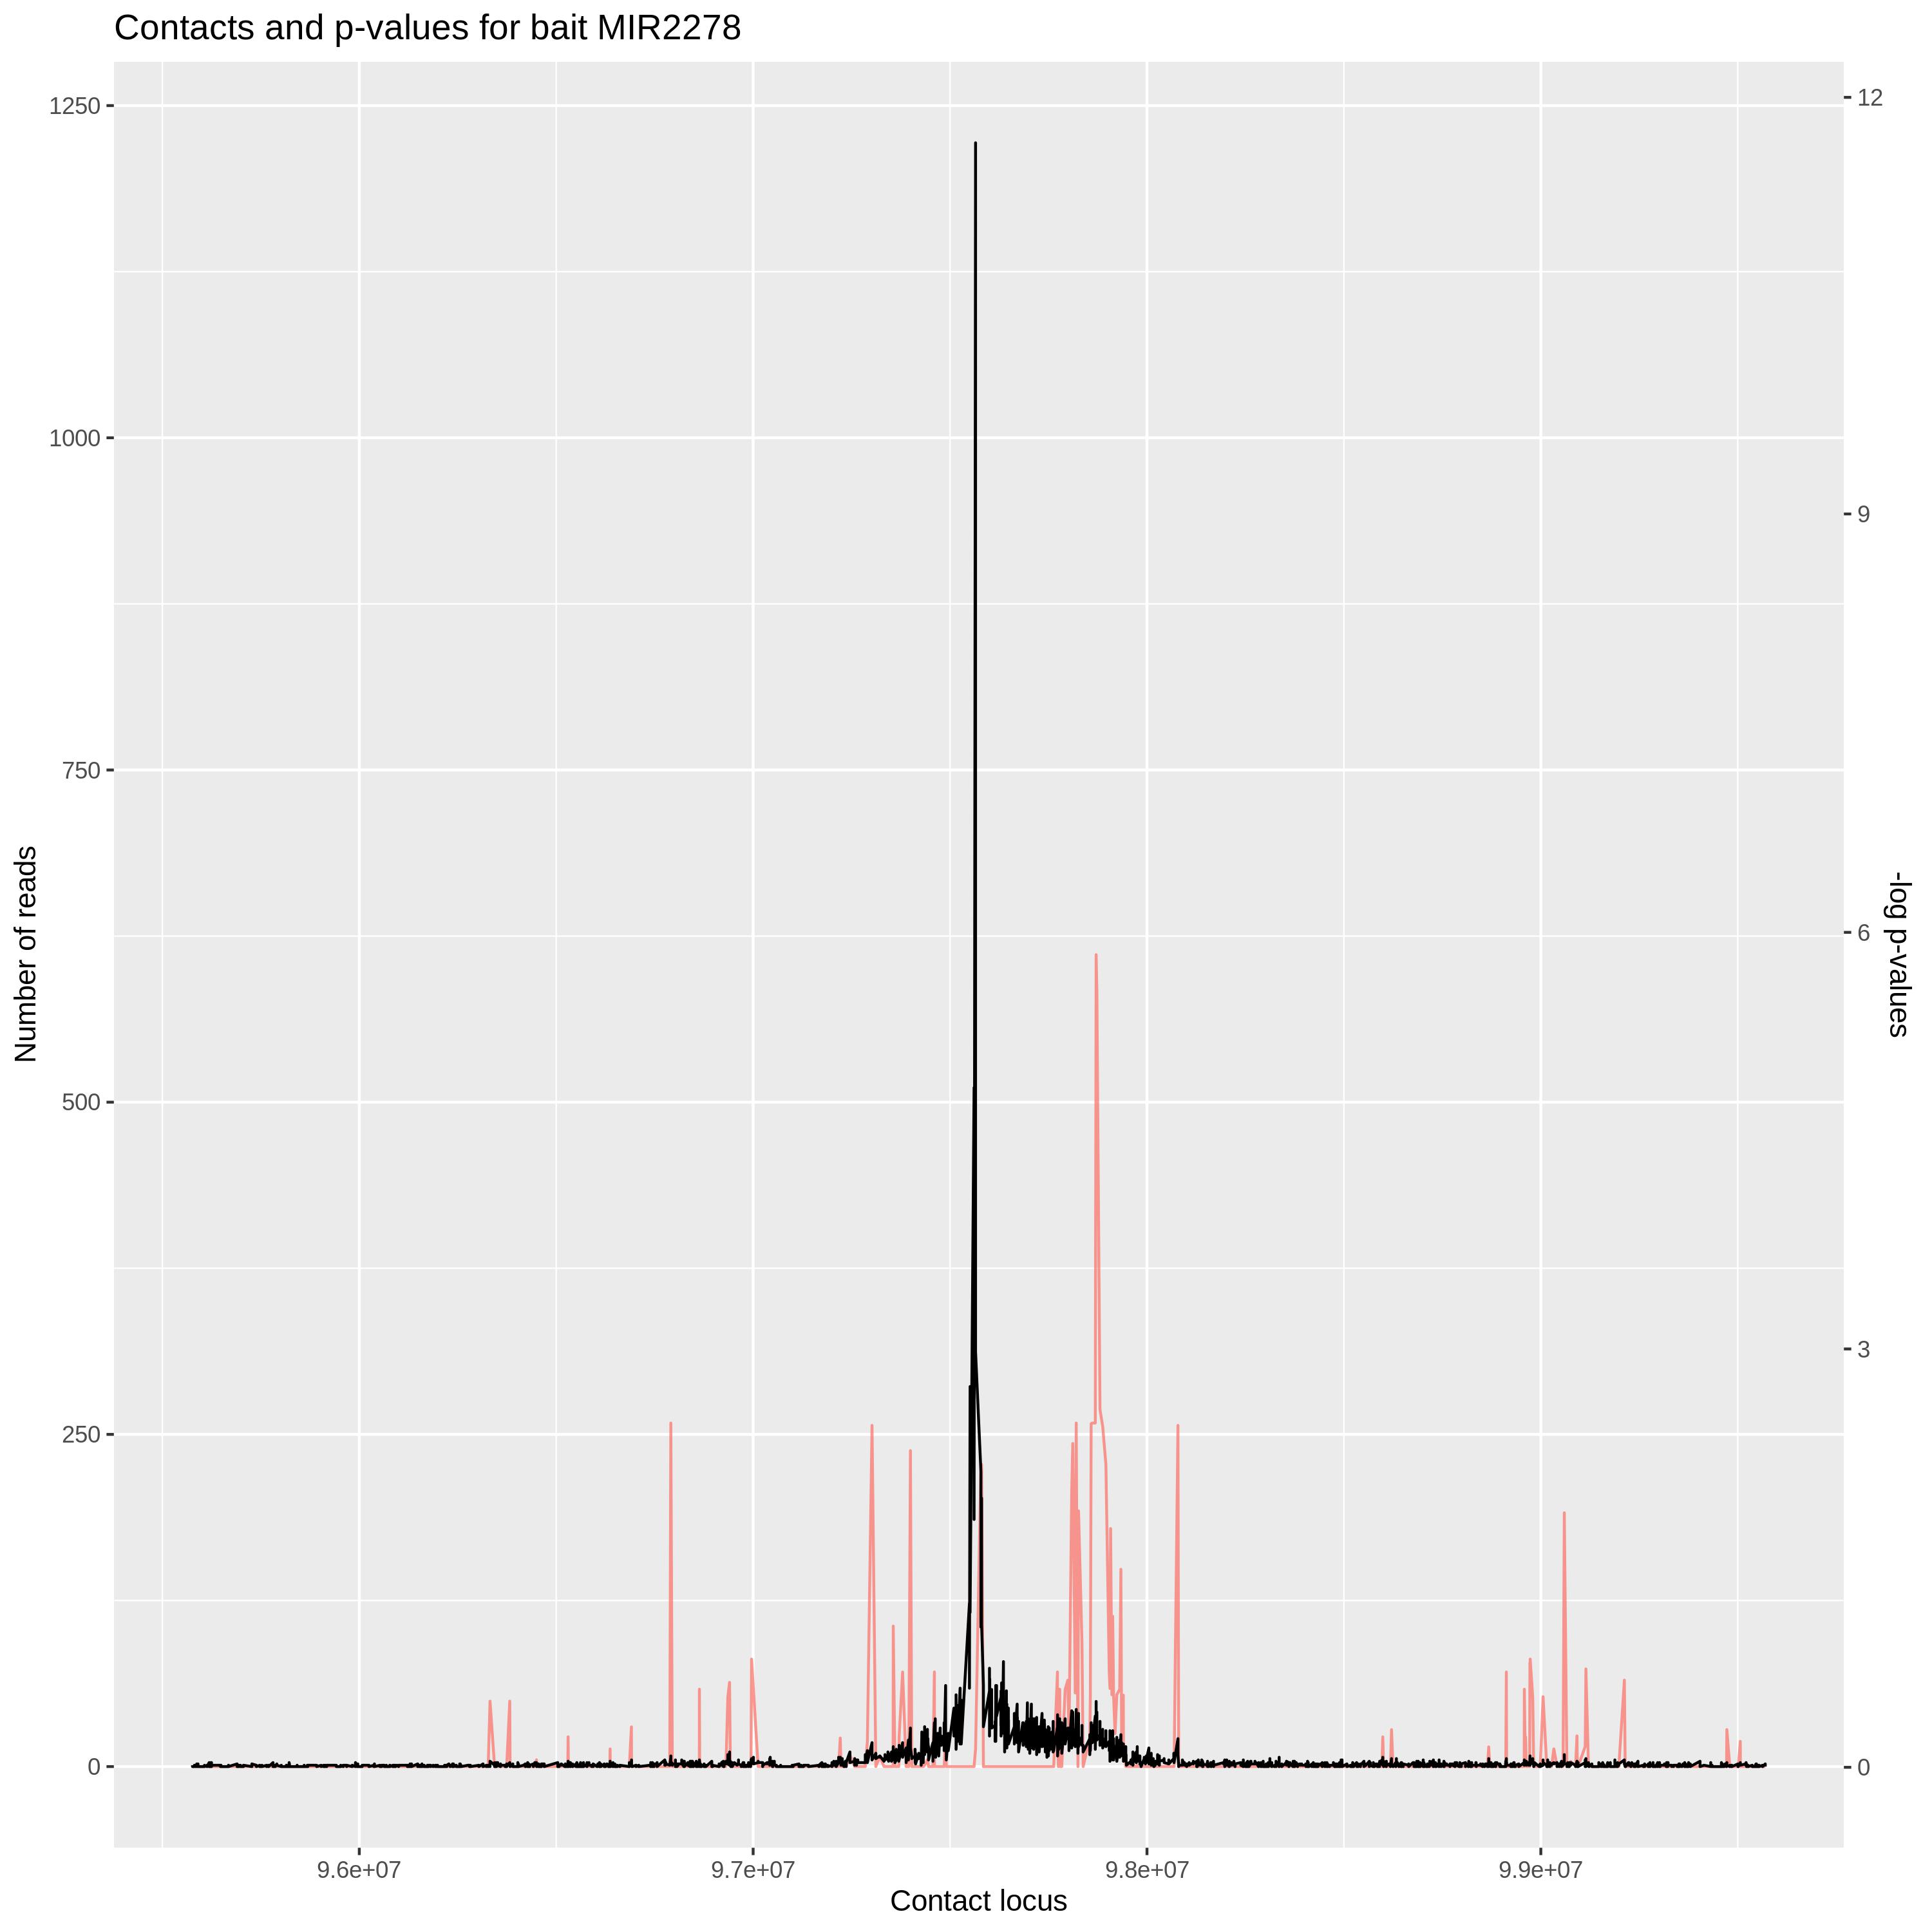 Contacts and p-values for bait MIR2278
1250
1000
750
500
250
0
Number of reads
12
9
6
3
0
-log p-values
9.6e+07
9.7e+07
9.8e+07
9.9e+07
Contact locus